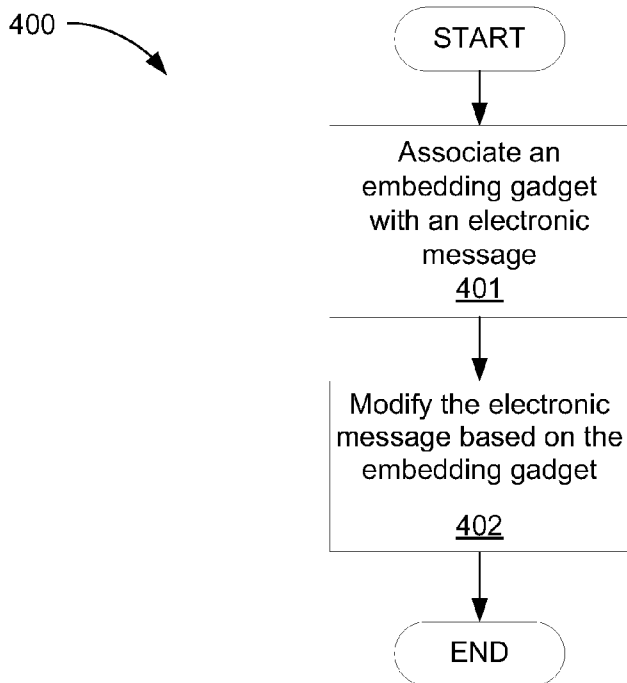 400
START
Associate an
embedding gadget
with an electronic
message
401
Modify the electronic
message based on the
embedding gadget
402
END